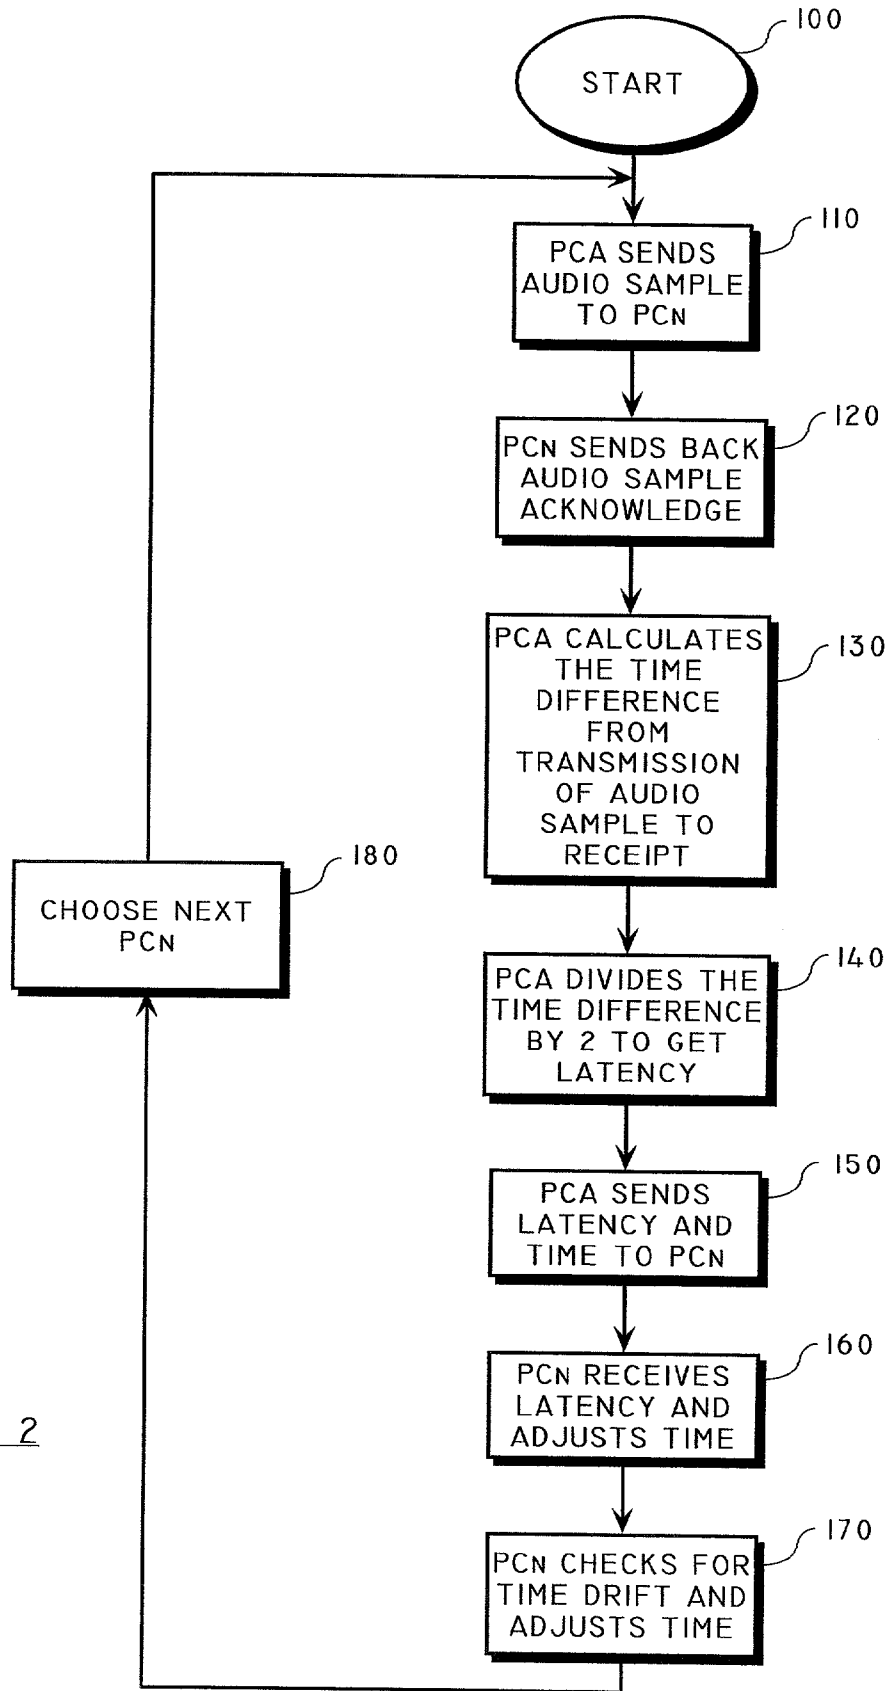 100
START
110
PCA SENDS
AUDIO SAMPLE
TO PCN
120
PCN SENDS BACK
AUDIO SAMPLE
ACKNOWLEDGE
130
PCA CALCULATES
THE TIME
DIFFERENCE
FROM
TRANSMISSION
OF AUDIO
SAMPLE TO
RECEIPT
180
CHOOSE NEXT
PCN
140
PCA DIVIDES THE
TIME DIFFERENCE
BY 2 TO GET
LATENCY
150
PCA SENDS
LATENCY AND
TIME TO PCN
160
PCN RECEIVES
LATENCY AND
ADJUSTS TIME
2
170
PCN CHECKS FOR
TIME DRIFT AND
ADJUSTS TIME